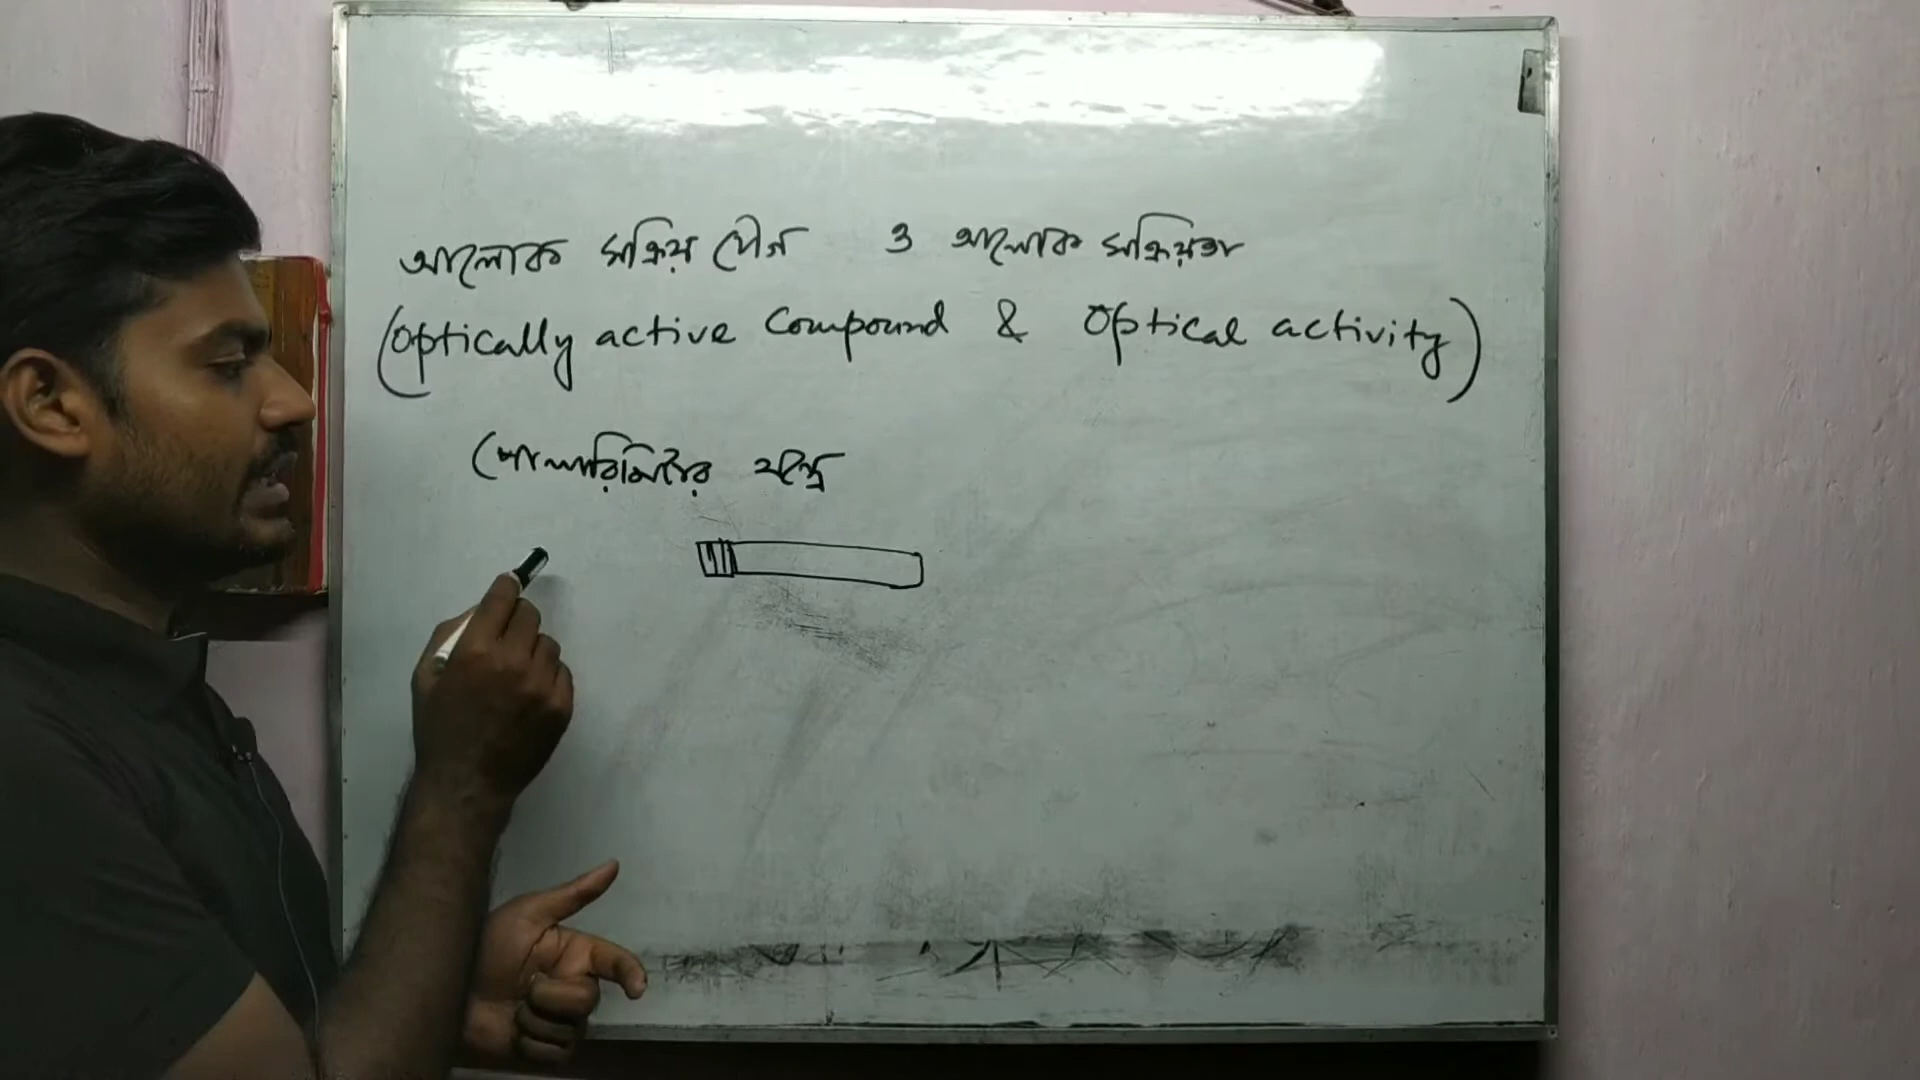 আলোক সক্রিয় যৌগ ও আলোক সক্রিয়তা
(Optically active Compound & Optical activity)
পোলারিমিটার যন্ত্র